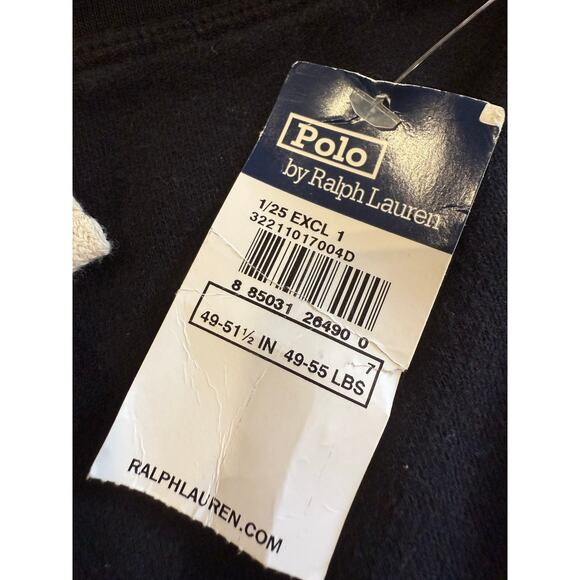 Polo
by Ralph Lauren
1/25 EXCL 1
32211017004D
8 85031 26490 0
7
49-51½ IN 49-55 LBS
RALPHLAUREN.COM